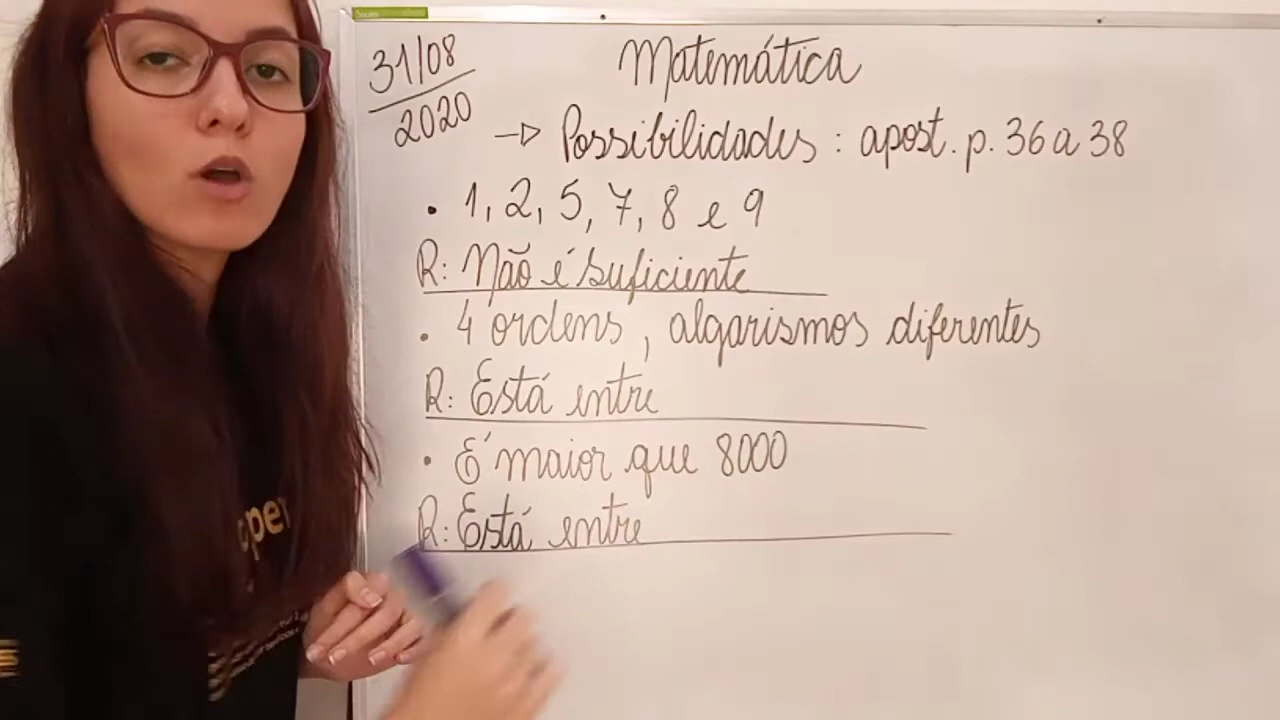 31/08
2020
Matemática
→ Possibilidades : apost. p. 36 a 38
• 1, 2, 5, 7, 8 e 9
R: Não é suficiente
• 4 ordens, algarismos diferentes
R: Está entre
• É maior que 8000
R: Está entre